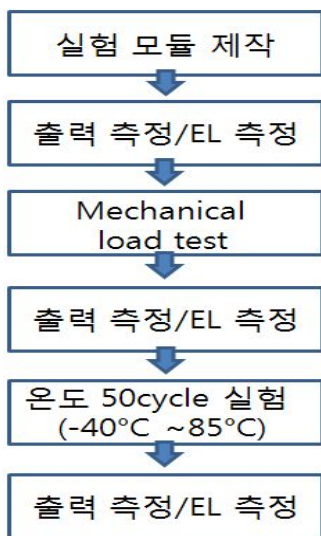 실험 모듈 제작
출력 측정/EL 측정
Mechanical
load test
출력 측정/EL 측정
온도 50cycle 실험
(-40°C ~85°C)
출력 측정/EL 측정